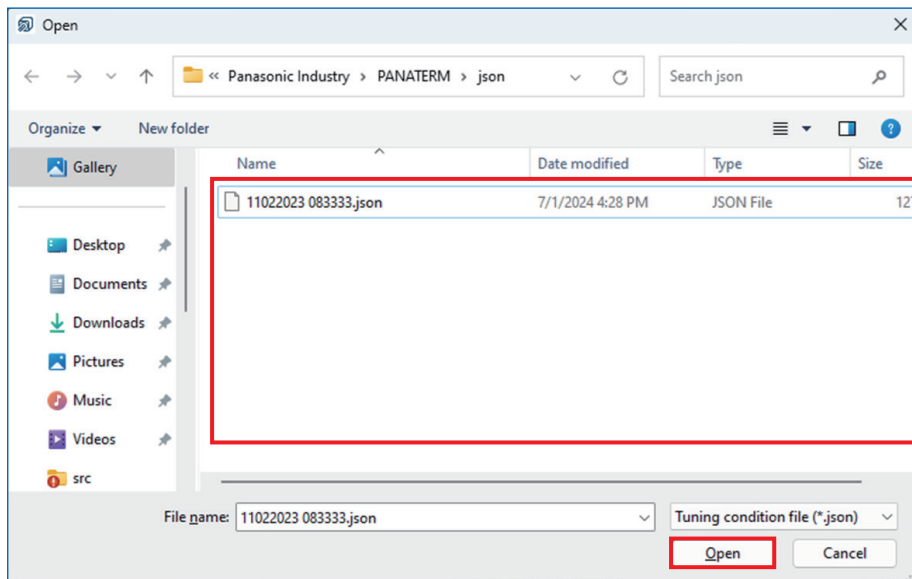 Open
« Panasonic Industry > PANATERM > json
Search json
Organize
New folder
Gallery
Name
Date modified
Type
Size
11022023 083333.json
7/1/2024 4:28 PM
JSON File
127
Desktop
Documents
Downloads
Pictures
Music
Videos
src
File name:
11022023 083333.json
Tuning condition file (*.json)
Open
Cancel